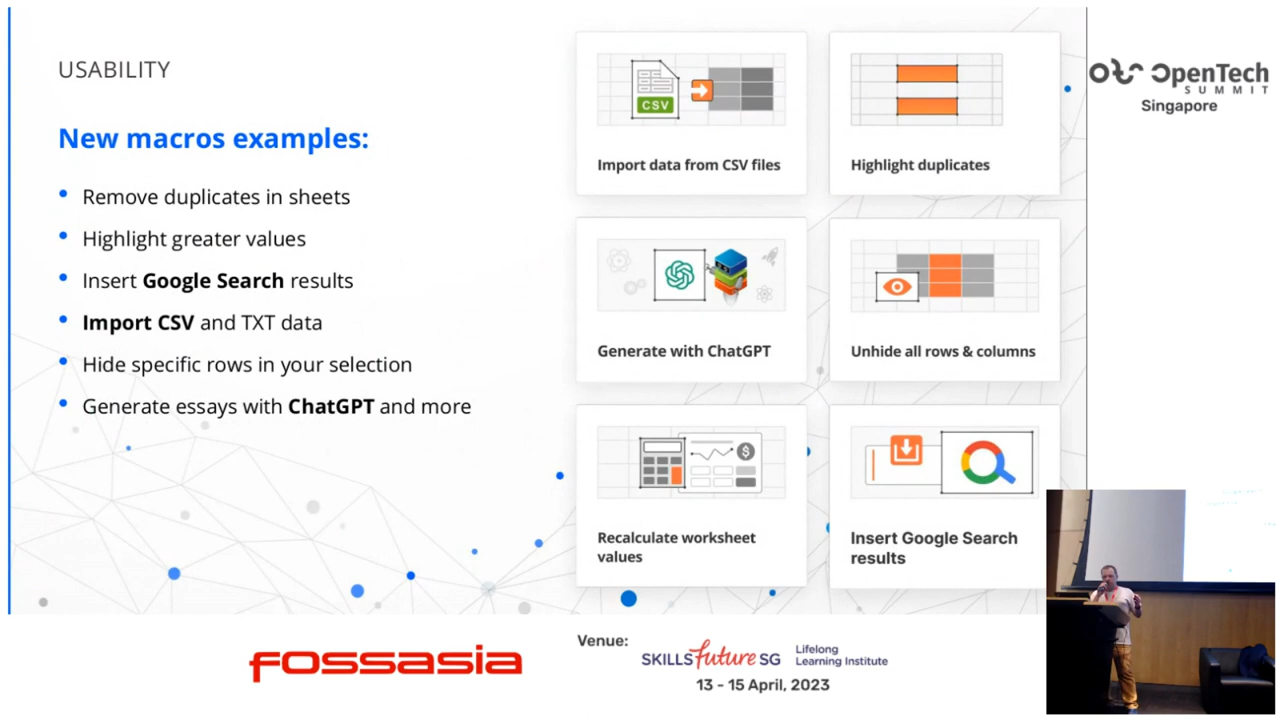 USABILITY
New macros examples:
Remove duplicates in sheets
Highlight greater values
Insert Google Search results
Import CSV and TXT data
Hide specific rows in your selection
Generate essays with ChatGPT and more
CSV
Import data from CSV files
Highlight duplicates
Generate with ChatGPT
Unhide all rows & columns
$
Recalculate worksheet
values
Insert Google Search
results
OpenTech
SUMMIT
Singapore
fossasia
Venue:
SKILLS future SG
Lifelong
Learning Institute
13 - 15 April, 2023